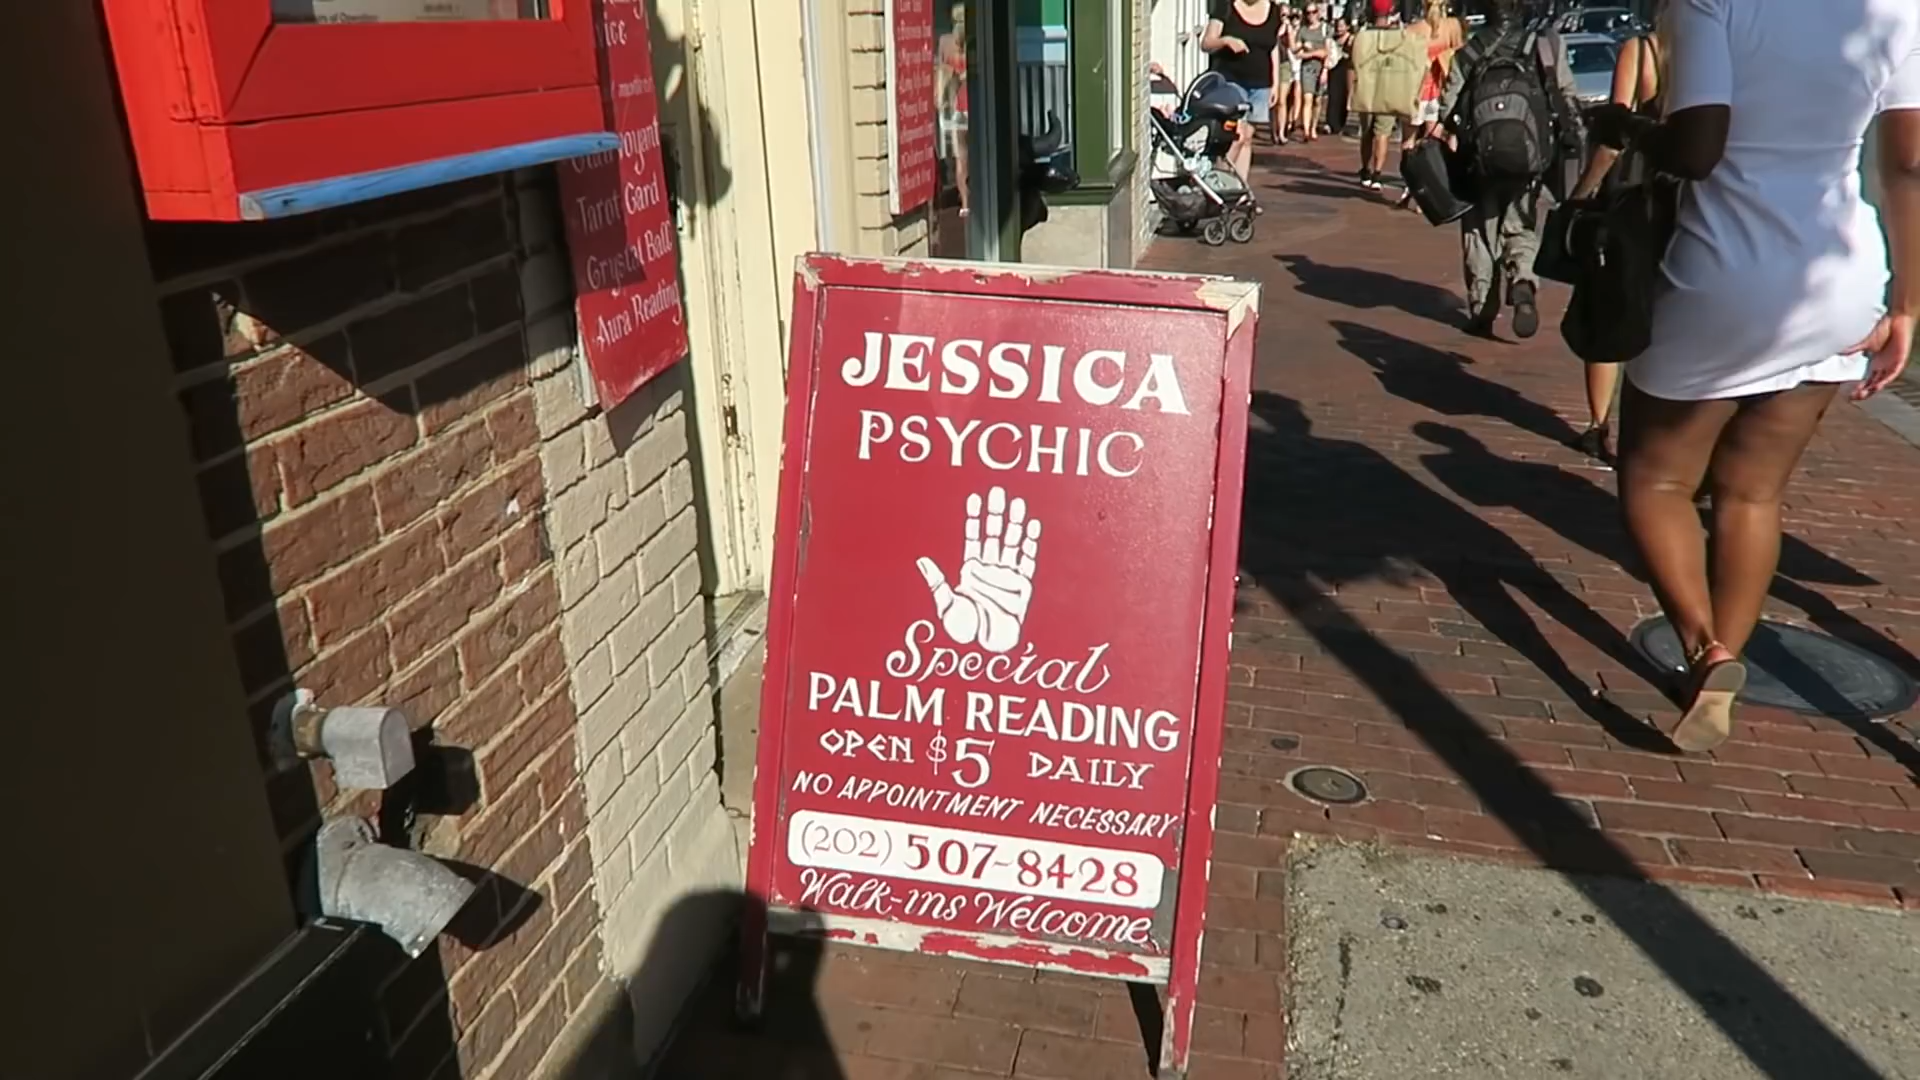 Tarot Card
Crystal Ball
Aura Reading
JESSICA
PSYCHIC
Special
PALM READING
OPEN $5 DAILY
NO APPOINTMENT NECESSARY
(202) 507-8428
Walk-ins Welcome